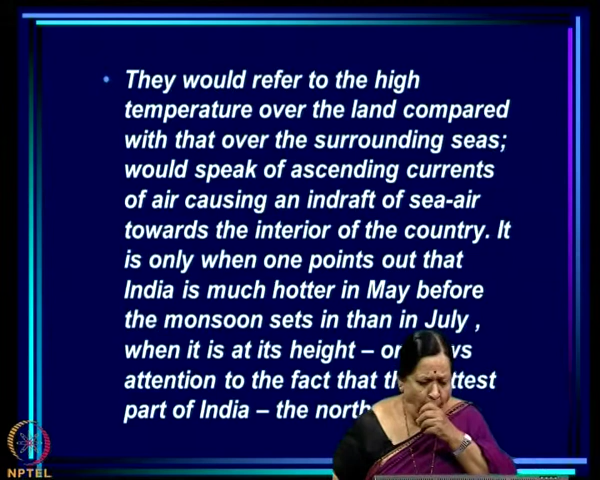 • They would refer to the high
temperature over the land compared
with that over the surrounding seas;
would speak of ascending currents
of air causing an indraft of sea-air
towards the interior of the country. It
is only when one points out that
India is much hotter in May before
the monsoon sets in than in July ,
when it is at its height – or
attention to the fact that
part of India – the north
NPTEL